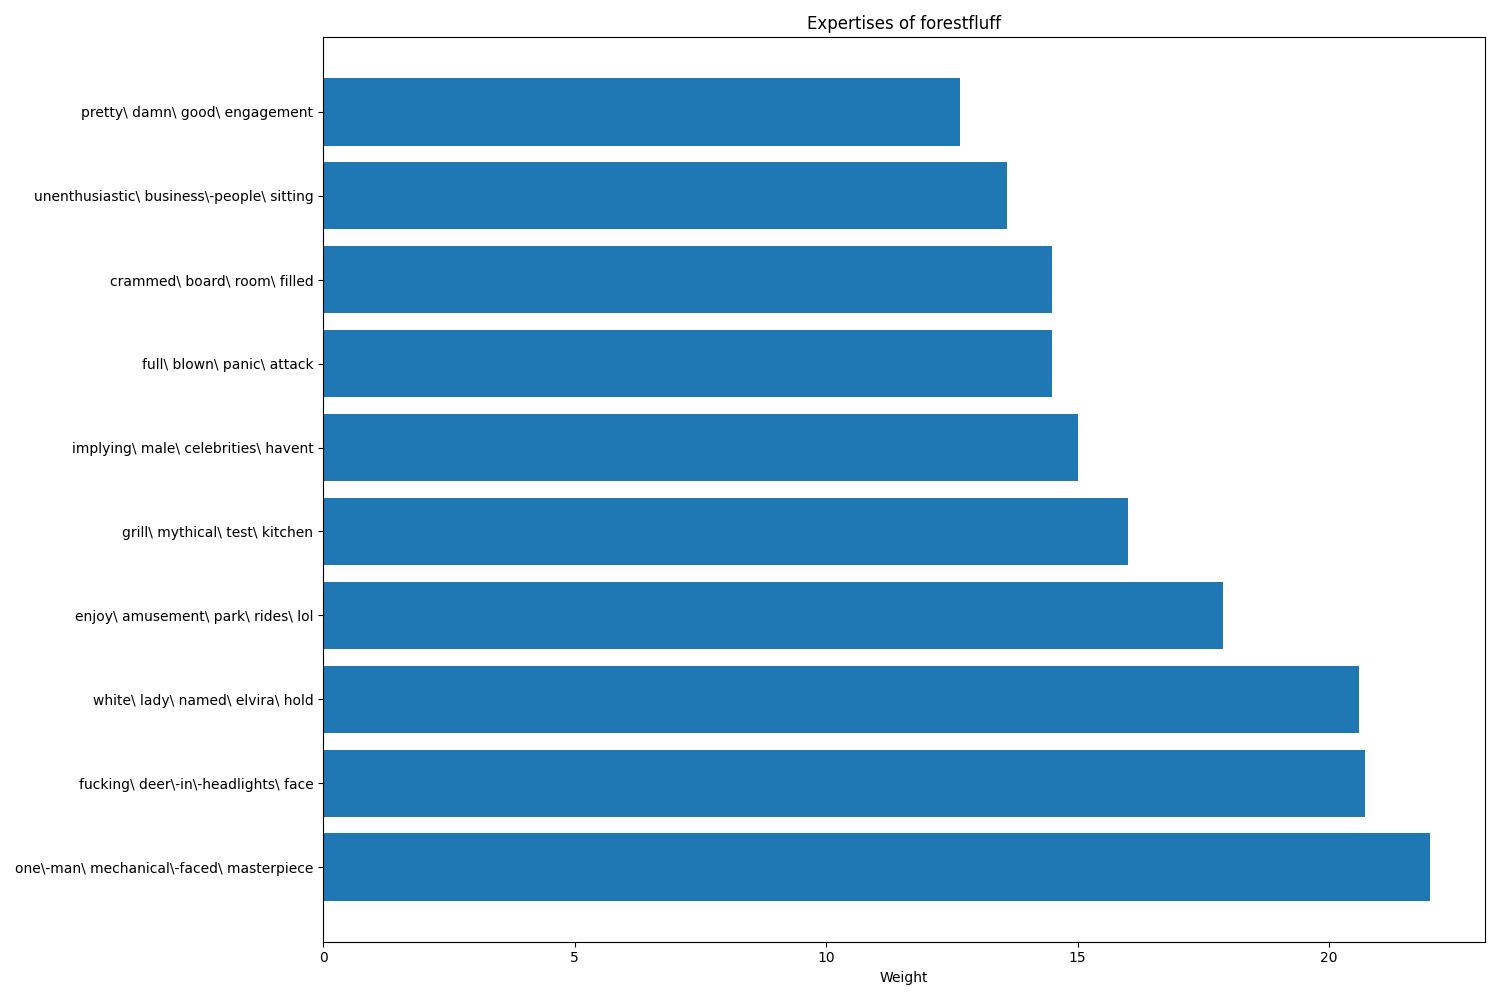 Expertises of forestfluff
pretty\ damn\ good\ engagement
unenthusiastic\ business\-people\ sitting
crammed\ board\ room\ filled
full\ blown\ panic\ attack
implying\ male\ celebrities\ havent
grill\ mythical\ test\ kitchen
enjoy\ amusement\ park\ rides\ lol
white\ lady\ named\ elvira\ hold
fucking\ deer\-in\-headlights\ face
one\-man\ mechanical\-faced\ masterpiece
0 5 10 15 20
Weight